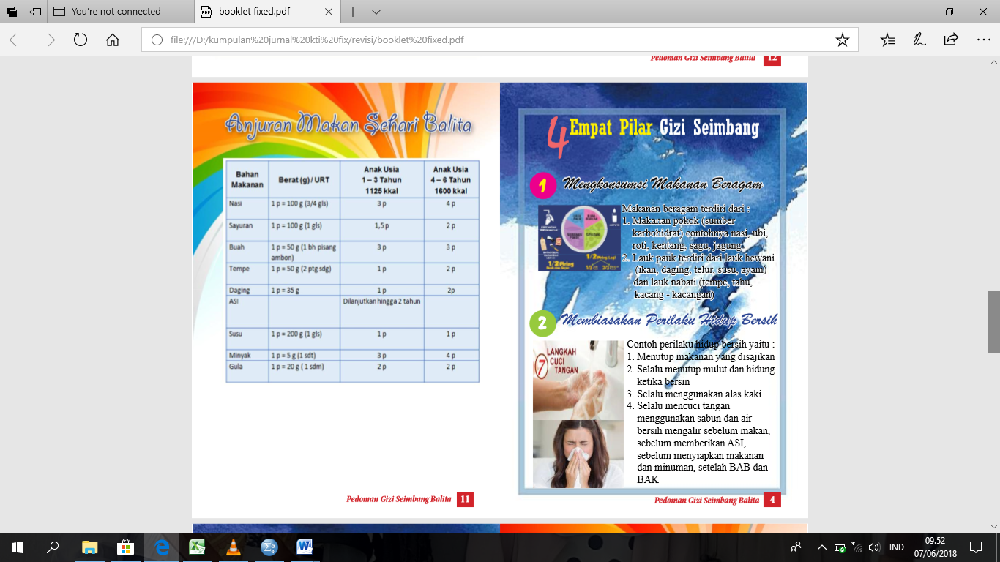 You're not connected
booklet fixed.pdf
file:///D:/kumpulan%20jurnal%20kti%20fix/revisi/booklet%20fixed.pdf
Pedoman Gizi Seimbang Balita 12
Anjuran Makan Sehari Balita
Bahan Makanan | Berat (g) / URT | Anak Usia 1 – 3 Tahun 1125 kkal | Anak Usia 4 – 6 Tahun 1600 kkal
Nasi | 1 p = 100 g (3/4 gls) | 3 p | 4 p
Sayuran | 1 p = 100 g (1 gls) | 1,5 p | 2 p
Buah | 1 p = 50 g (1 bh pisang ambon) | 3 p | 3 p
Tempe | 1 p = 50 g (2 ptg sdg) | 1 p | 2 p
Daging | 1 p = 35 g | 1 p | 2p
ASI | Dilanjutkan hingga 2 tahun
Susu | 1 p = 200 g (1 gls) | 1 p | 1 p
Minyak | 1 p = 5 g (1 sdt) | 3 p | 4 p
Gula | 1 p = 20 g ( 1 sdm) | 2 p | 2 p
Pedoman Gizi Seimbang Balita 11
4 Empat Pilar Gizi Seimbang
1 Mengkonsumsi Makanan Beragam
Makanan beragam terdiri dari :
1. Makanan pokok (sumber
karbohidrat) contohnya nasi, ubi,
roti, kentang, sagu, jagung
2. Lauk pauk terdiri dari lauk hewani
(ikan, daging, telur, susu, ayam)
dan lauk nabati (tempe, tahu,
kacang - kacangan)
1/2 Piring
1/2 Piring Lagi
2 Membiasakan Perilaku Hidup Bersih
7 LANGKAH
CUCI
TANGAN
Contoh perilaku hidup bersih yaitu :
1. Menutup makanan yang disajikan
2. Selalu menutup mulut dan hidung
ketika bersin
3. Selalu menggunakan alas kaki
4. Selalu mencuci tangan
menggunakan sabun dan air
bersih mengalir sebelum makan,
sebelum memberikan ASI,
sebelum menyiapkan makanan
dan minuman, setelah BAB dan
BAK
Pedoman Gizi Seimbang Balita 4
IND
09.52
07/06/2018